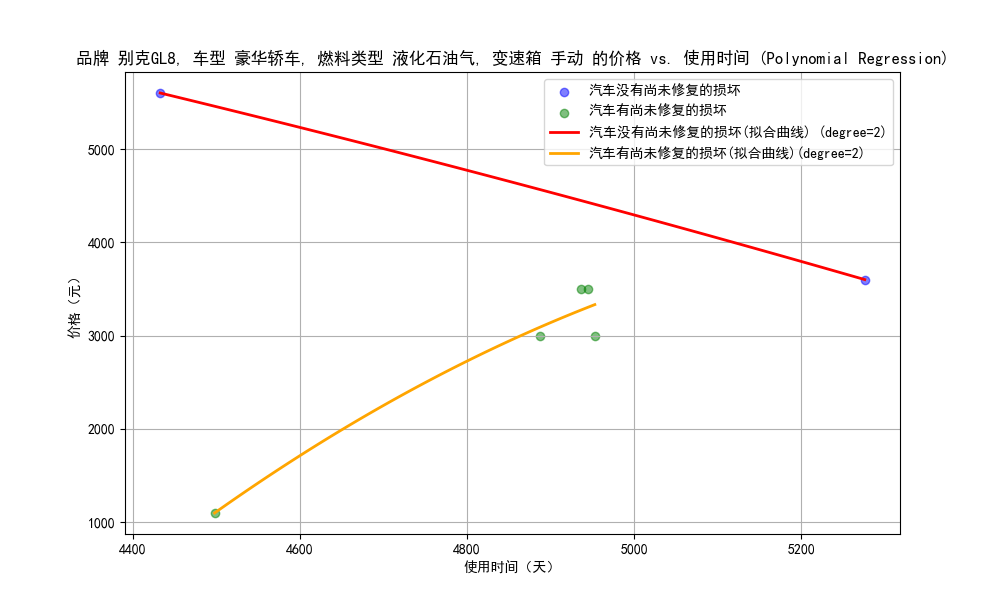 品牌 别克GL8, 车型 豪华轿车, 燃料类型 液化石油气, 变速箱 手动 的价格 vs. 使用时间 (Polynomial Regression)
汽车没有尚未修复的损坏
汽车有尚未修复的损坏
汽车没有尚未修复的损坏(拟合曲线) (degree=2)
汽车有尚未修复的损坏(拟合曲线)(degree=2)
价格（元）
5000
4000
3000
2000
1000
4400 4600 4800 5000 5200
使用时间（天）